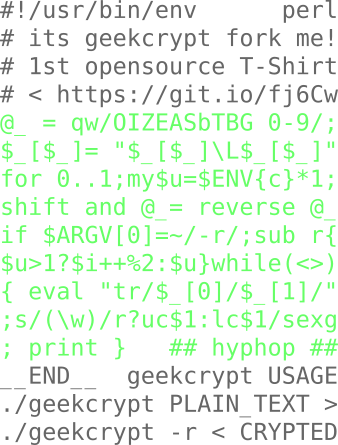 #!/usr/bin/env      perl
# its geekcrypt fork me!
# 1st opensource T-Shirt
# < https://git.io/fj6Cw
@_ = qw/OIZEASbTBG 0-9/;
$_[$_]= "$_[$_]\L$_[$_]"
for 0..1;my$u=$ENV{c}*1;
shift and @_= reverse @_
if $ARGV[0]=~/-r/;sub r{
$u>1?$i++%2:$u}while(<>)
{ eval "tr/$_[0]/$_[1]/"
;s/(\w)/r?uc$1:lc$1/sexg
; print }   ## hyphop ##
__END__  geekcrypt USAGE
./geekcrypt PLAIN_TEXT >
./geekcrypt -r < CRYPTED